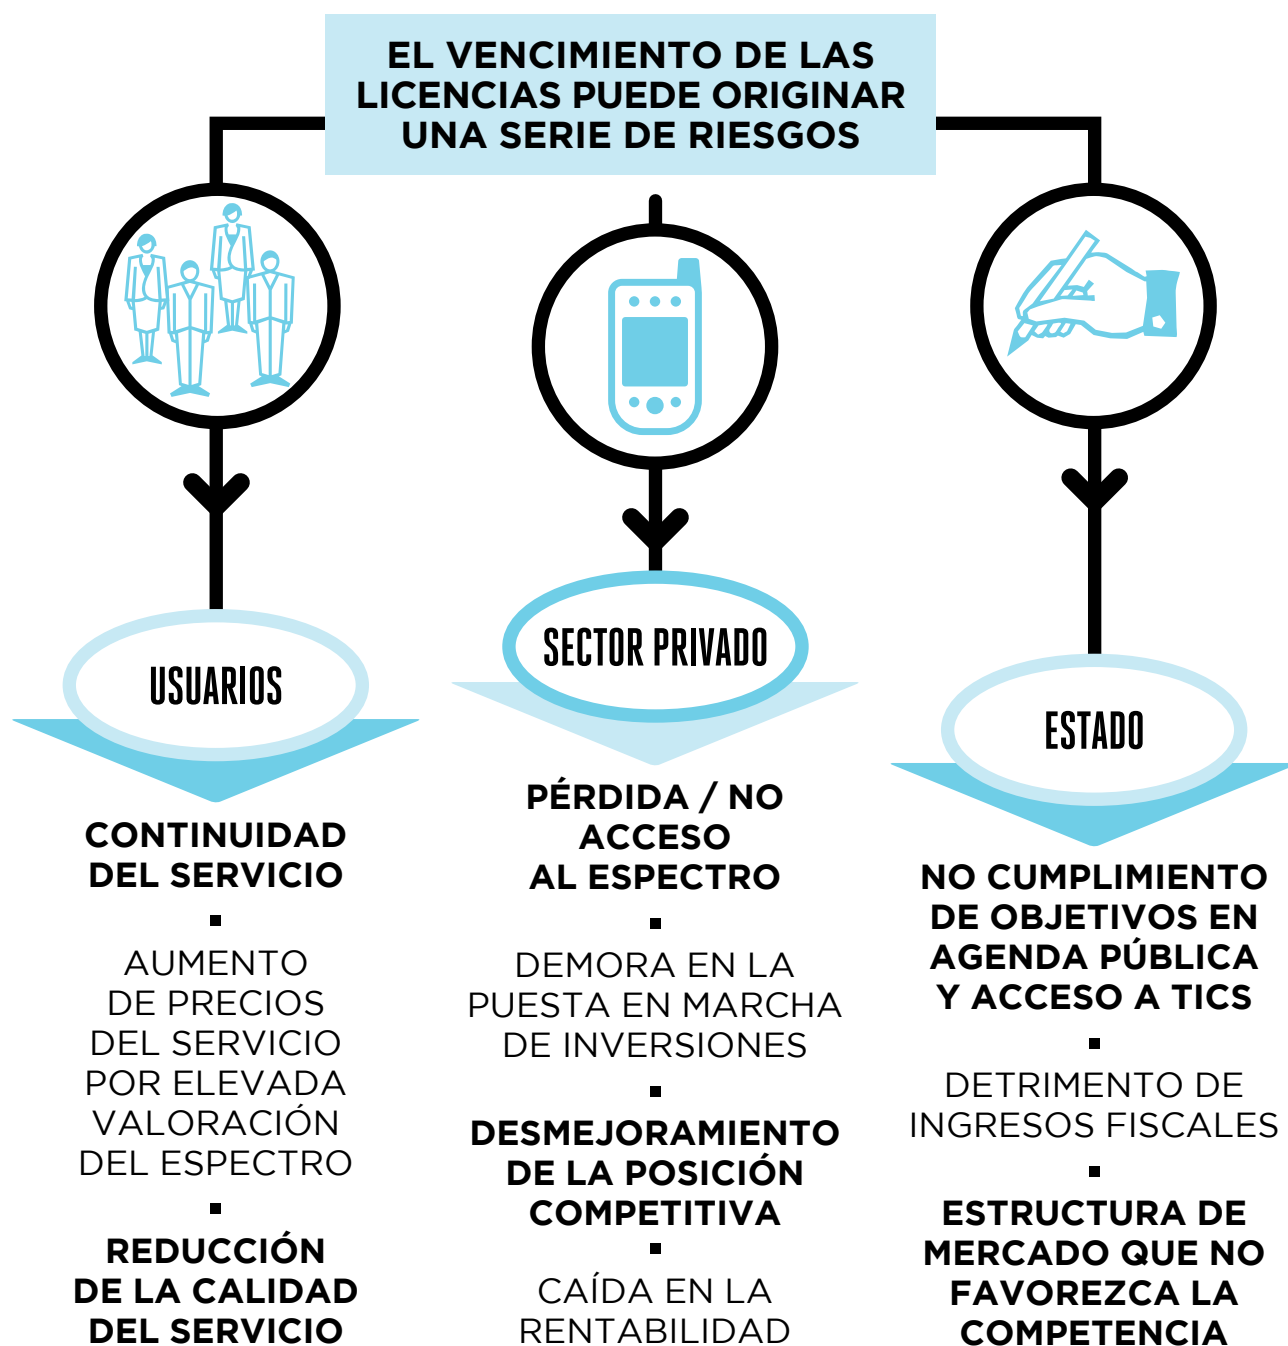 EL VENCIMIENTO DE LAS
LICENCIAS PUEDE ORIGINAR
UNA SERIE DE RIESGOS
USUARIOS
CONTINUIDAD
DEL SERVICIO
AUMENTO
DE PRECIOS
DEL SERVICIO
POR ELEVADA
VALORACIÓN
DEL ESPECTRO
REDUCCIÓN
DE LA CALIDAD
DEL SERVICIO
SECTOR PRIVADO
PÉRDIDA / NO
ACCESO
AL ESPECTRO
DEMORA EN LA
PUESTA EN MARCHA
DE INVERSIONES
DESMEJORAMIENTO
DE LA POSICIÓN
COMPETITIVA
CAÍDA EN LA
RENTABILIDAD
ESTADO
NO CUMPLIMIENTO
DE OBJETIVOS EN
AGENDA PÚBLICA
Y ACCESO A TICS
DETRIMENTO DE
INGRESOS FISCALES
ESTRUCTURA DE
MERCADO QUE NO
FAVOREZCA LA
COMPETENCIA